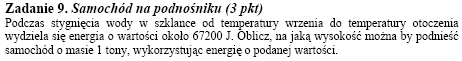 Zadanie 9. Samochód na podnośniku (3 pkt)
Podczas stygnięcia wody w szklance od temperatury wrzenia do temperatury otoczenia
wydziela się energia o wartości około 67200 J. Oblicz, na jaką wysokość można by podnieść
samochód o masie 1 tony, wykorzystując energię o podanej wartości.